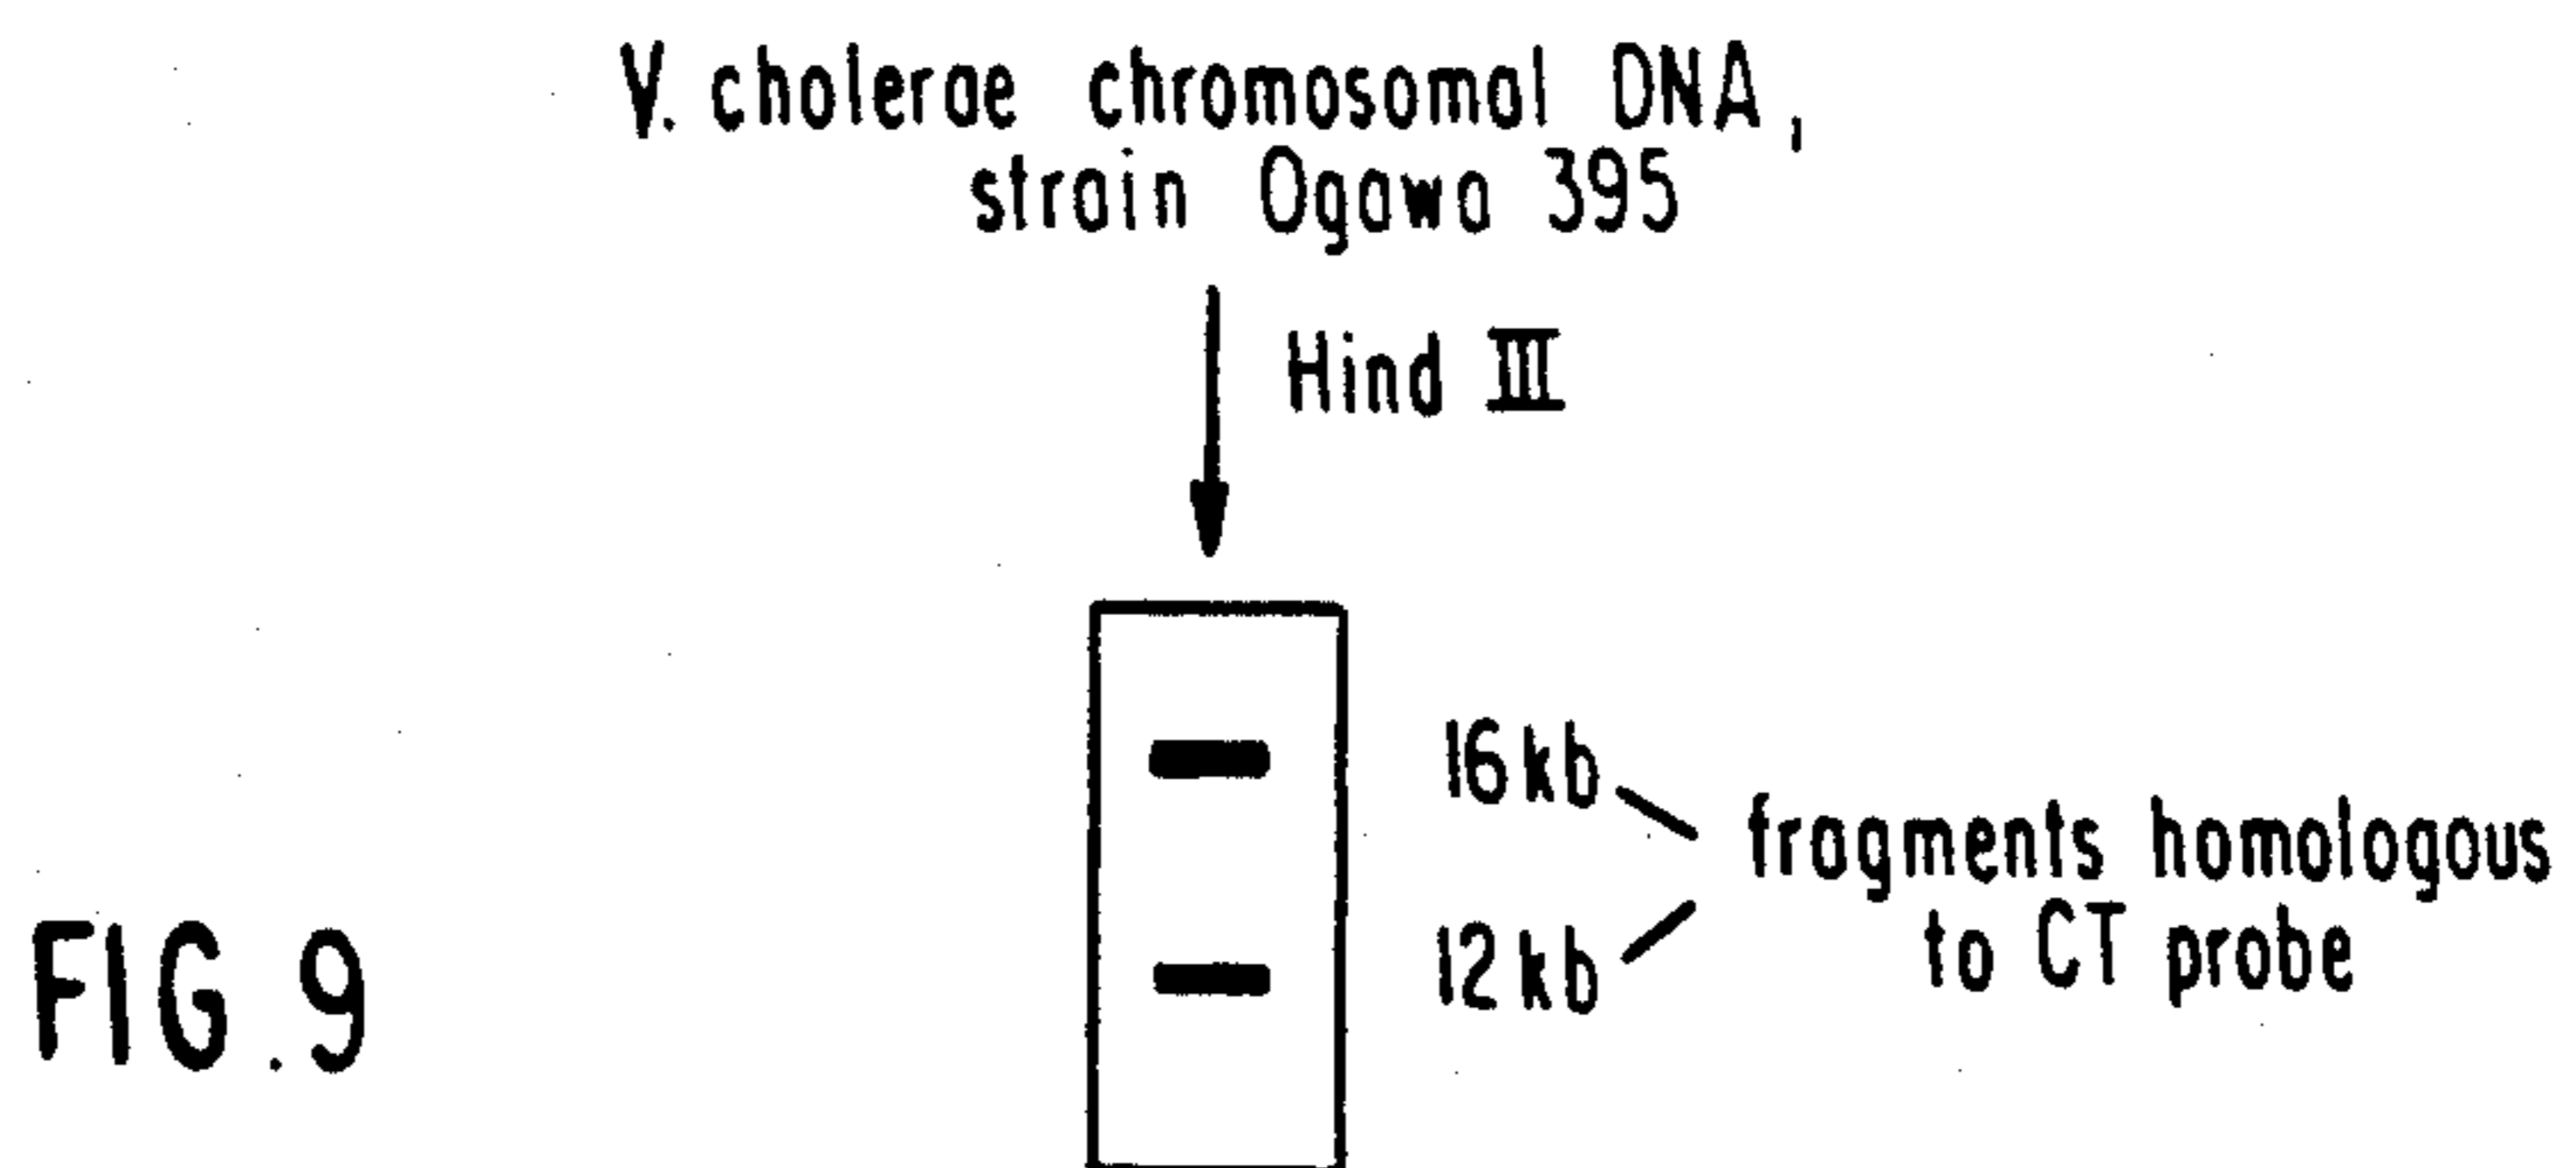 V. cholerae chromosomal DNA,
strain Ogawa 395
Hind III
16 kb
12 kb
fragments homologous
to CT probe
FIG. 9